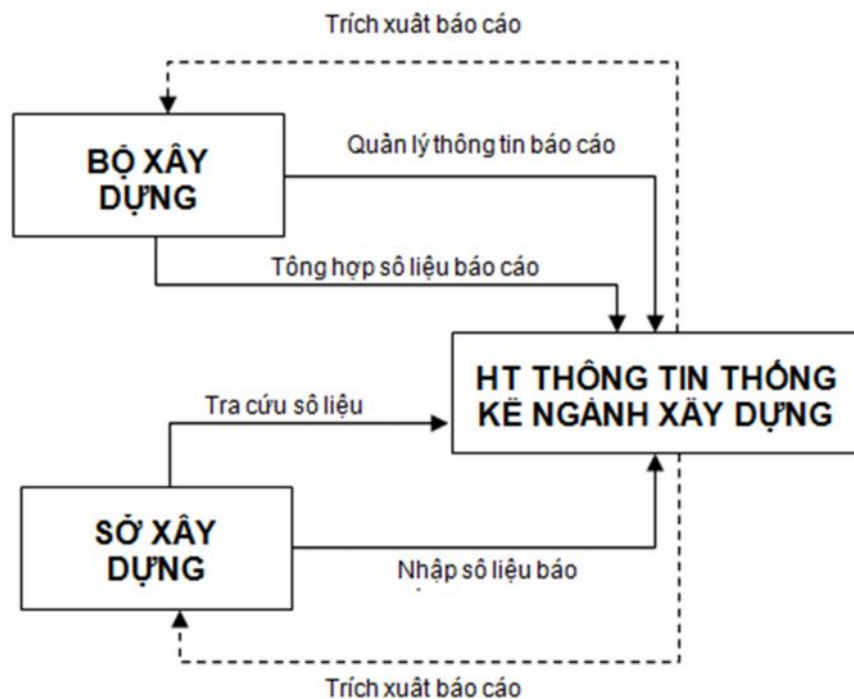 Trích xuât báo cáo
BỘ XÂY
DỰNG
Quản lý thông tin báo cáo
Tông hợp sô liệu báo cáo
HT THÔNG TIN THỐNG
KÊ NGÀNH XÂY DỰNG
Tra cứu sô liệu
SỞ XÂY
DỰNG
Nhập sô liệu báo
Trích xuât báo cáo